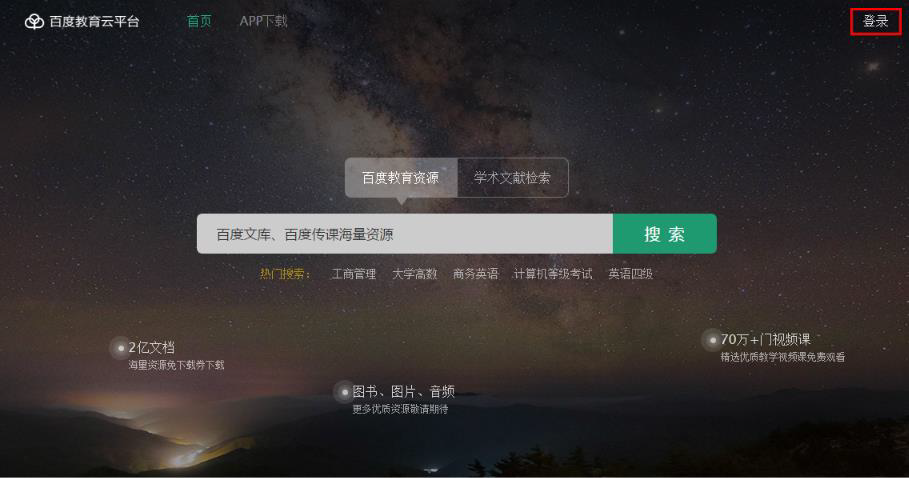 百度教育云平台 首页 APP下载 登录
百度教育资源 学术文献检索
百度文库、百度传课海量资源 搜 索
热门搜索： 工商管理 大学高数 商务英语 计算机等级考试 英语四级
70万+门视频课
精选优质教学视频课免费观看
2亿文档
海量资源免下载券下载
图书、图片、音频
更多优质资源敬请期待